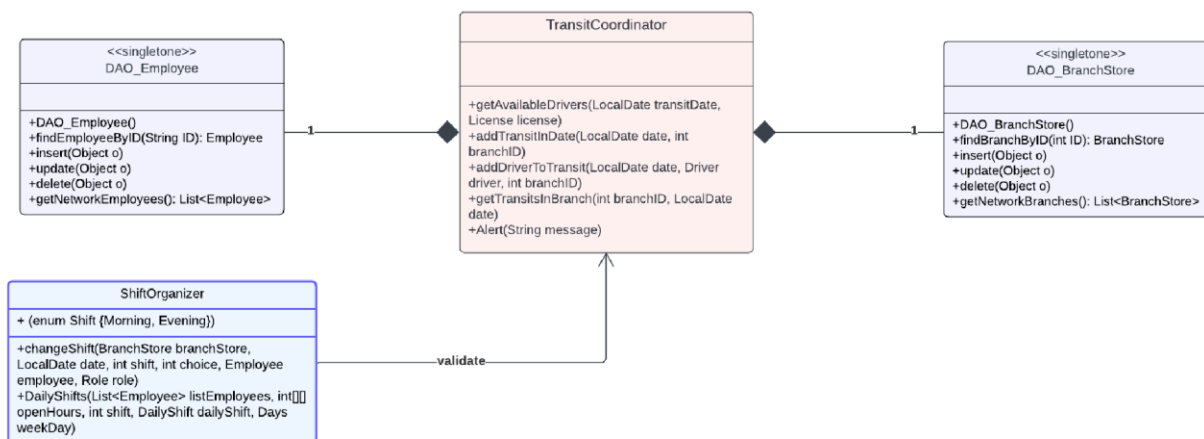 <<singletone>>
DAO_Employee
+DAO_Employee()
+findEmployeeByID(String ID): Employee
+insert(Object o)
+update(Object o)
+delete(Object o)
+getNetworkEmployees(): List<Employee>
1
TransitCoordinator
+getAvailableDrivers(LocalDate transitDate,
License license)
+addTransitInDate(LocalDate date, int
branchID)
+addDriverToTransit(LocalDate date, Driver
driver, int branchID)
+getTransitsInBranch(int branchID, LocalDate
date)
+Alert(String message)
1
<<singletone>>
DAO_BranchStore
+DAO_BranchStore()
+findBranchByID(int ID): BranchStore
+insert(Object o)
+update(Object o)
+delete(Object o)
+getNetworkBranches(): List<BranchStore>
ShiftOrganizer
+ (enum Shift {Morning, Evening})
+changeShift(BranchStore branchStore,
LocalDate date, int shift, int choice, Employee
employee, Role role)
+DailyShifts(List<Employee> listEmployees, int[][]
openHours, int shift, DailyShift dailyShift, Days
weekDay)
validate